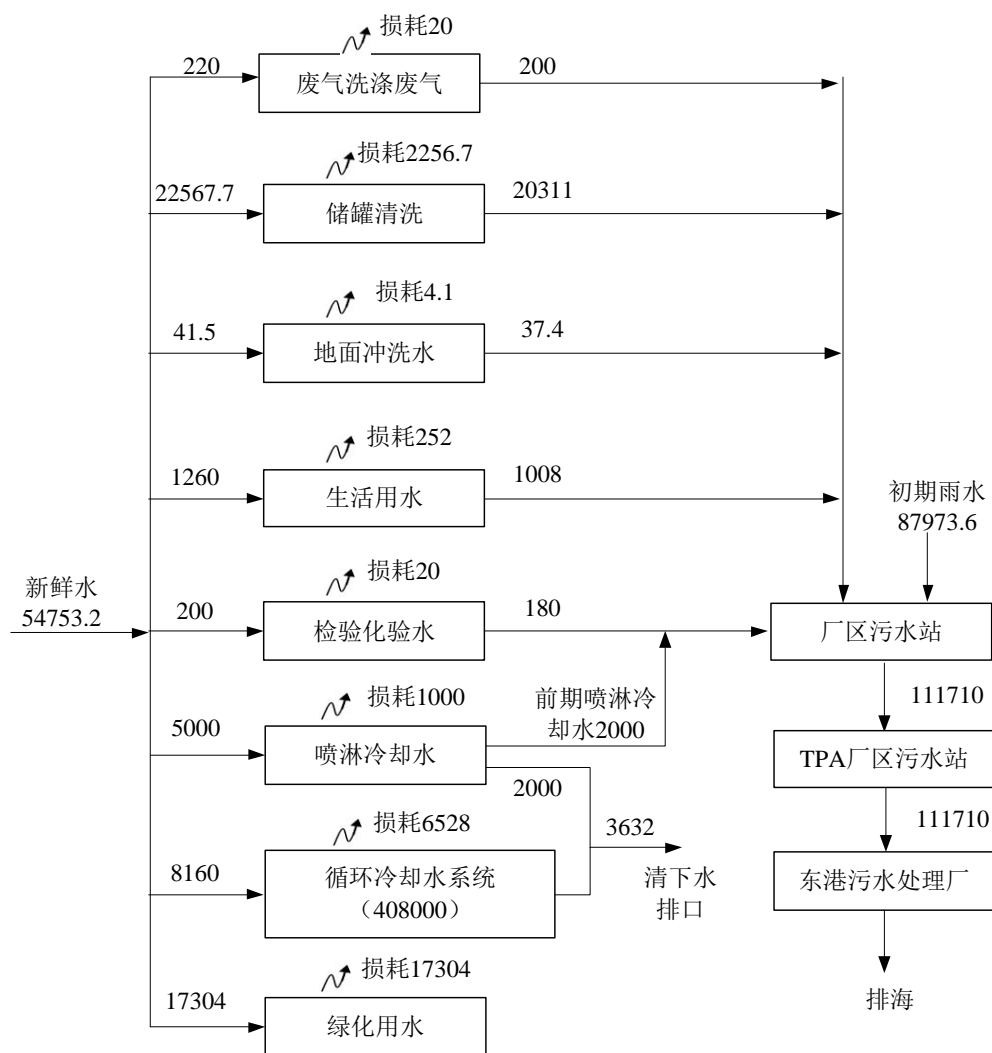 损耗20
220
废气洗涤废气
200
损耗2256.7
22567.7
储罐清洗
20311
损耗4.1
41.5
地面冲洗水
37.4
损耗252
1260
生活用水
1008
初期雨水
87973.6
新鲜水
54753.2
损耗20
200
检验化验水
180
厂区污水站
损耗1000
5000
喷淋冷却水
前期喷淋冷
却水2000
111710
TPA厂区污水站
2000
损耗6528
8160
循环冷却水系统
（408000）
3632
清下水
排口
111710
东港污水处理厂
损耗17304
17304
绿化用水
排海